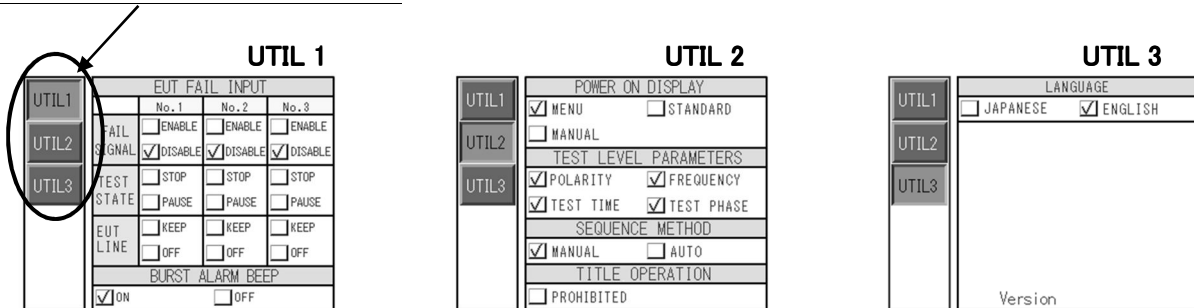 UTIL 1
UTIL1
UTIL2
UTIL3
EUT FAIL INPUT
No.1 No.2 No.3
FAIL SIGNAL
ENABLE ENABLE ENABLE
DISABLE DISABLE DISABLE
TEST STATE
STOP STOP STOP
PAUSE PAUSE PAUSE
EUT LINE
KEEP KEEP KEEP
OFF OFF OFF
BURST ALARM BEEP
ON OFF
UTIL 2
UTIL1
UTIL2
UTIL3
POWER ON DISPLAY
MENU STANDARD
MANUAL
TEST LEVEL PARAMETERS
POLARITY FREQUENCY
TEST TIME TEST PHASE
SEQUENCE METHOD
MANUAL AUTO
TITLE OPERATION
PROHIBITED
UTIL 3
UTIL1
UTIL2
UTIL3
LANGUAGE
JAPANESE ENGLISH
Version